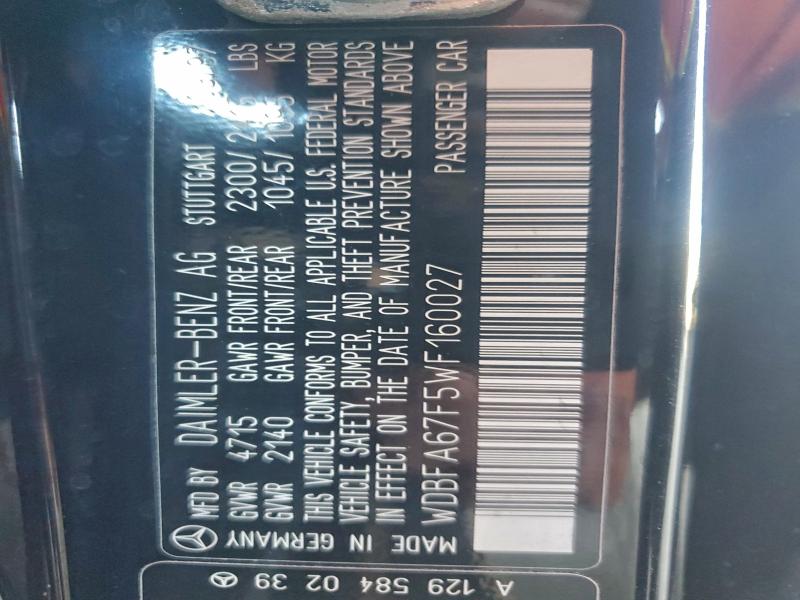 MFD BY DAIMLER-BENZ AG STUTTGART
GVWR 4715 GAWR FRONT/REAR 2300/ LBS
GVWR 2140 GAWR FRONT/REAR 1045/ KG
THIS VEHICLE CONFORMS TO ALL APPLICABLE U.S. FEDERAL MOTOR
VEHICLE SAFETY, BUMPER, AND THEFT PREVENTION STANDARDS
IN EFFECT ON THE DATE OF MANUFACTURE SHOWN ABOVE
WDBFA67F5WF160027 PASSENGER CAR
MADE IN GERMANY
A 129 584 02 39